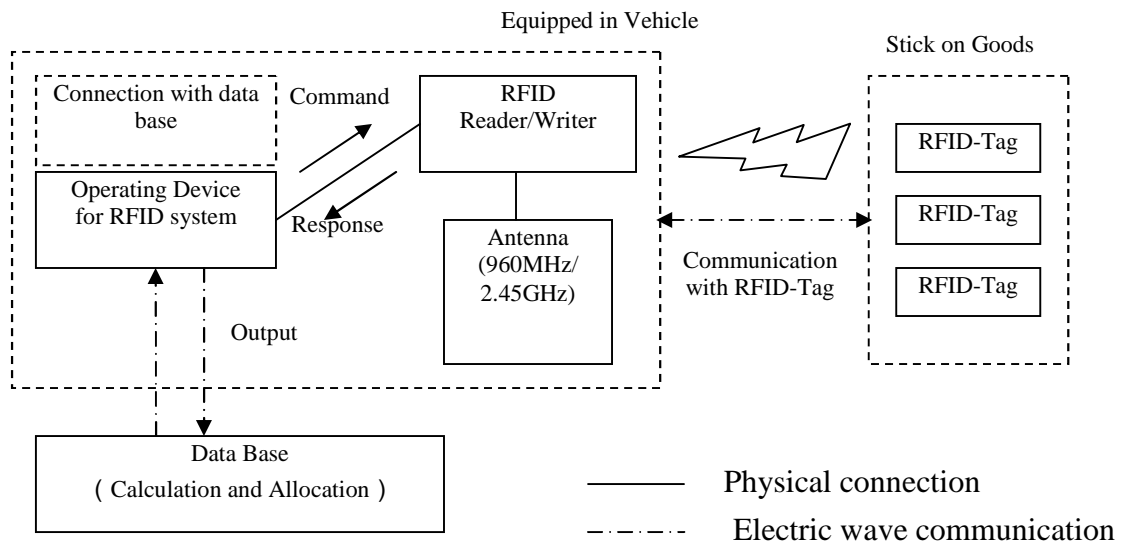 Equipped in Vehicle
Stick on Goods
Connection with data
base
Command
RFID
Reader/Writer
RFID-Tag
Operating Device
for RFID system
Response
RFID-Tag
Antenna
(960MHz/
2.45GHz)
Communication
with RFID-Tag
RFID-Tag
Output
Data Base
( Calculation and Allocation )
Physical connection
Electric wave communication